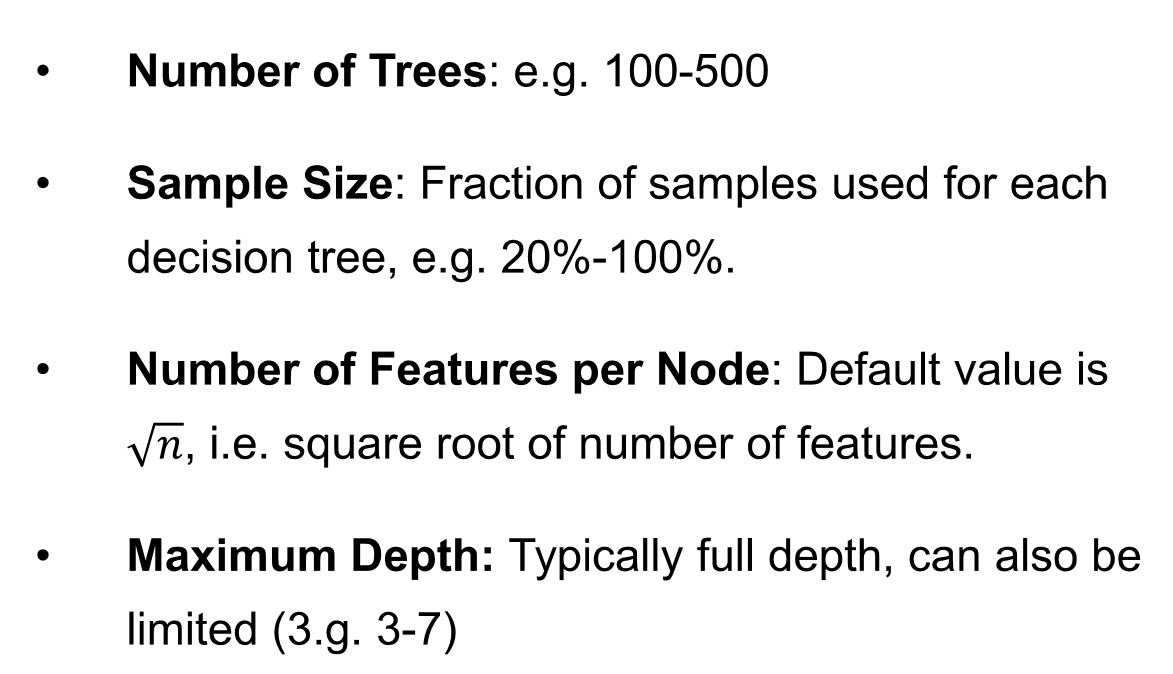 • Number of Trees: e.g. 100-500
• Sample Size: Fraction of samples used for each
decision tree, e.g. 20%-100%.
• Number of Features per Node: Default value is
√n, i.e. square root of number of features.
• Maximum Depth: Typically full depth, can also be
limited (3.g. 3-7)